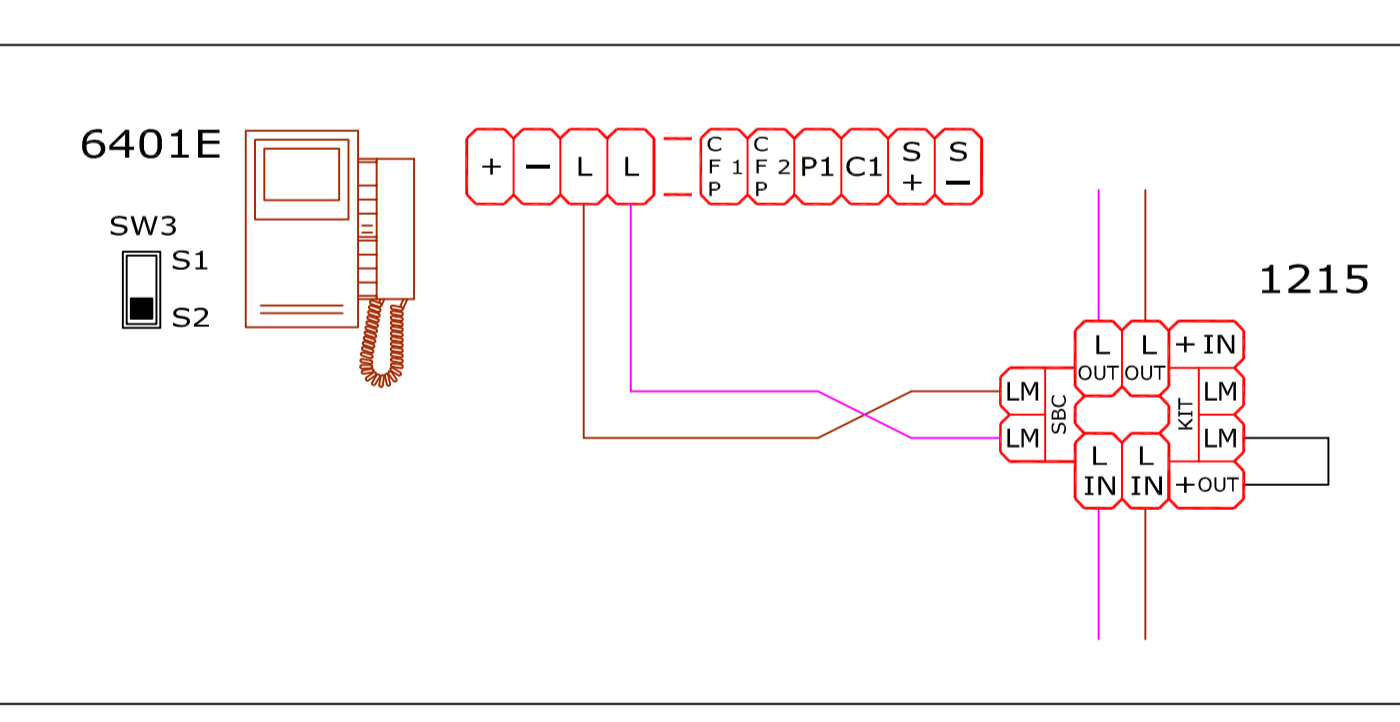 6401E
SW3
S1
S2
+ — L L CFP 1 CFP 2 P1 C1 S+ S—
1215
L OUT L OUT + IN
LM SBC KIT LM
LM LM
L IN L IN + OUT